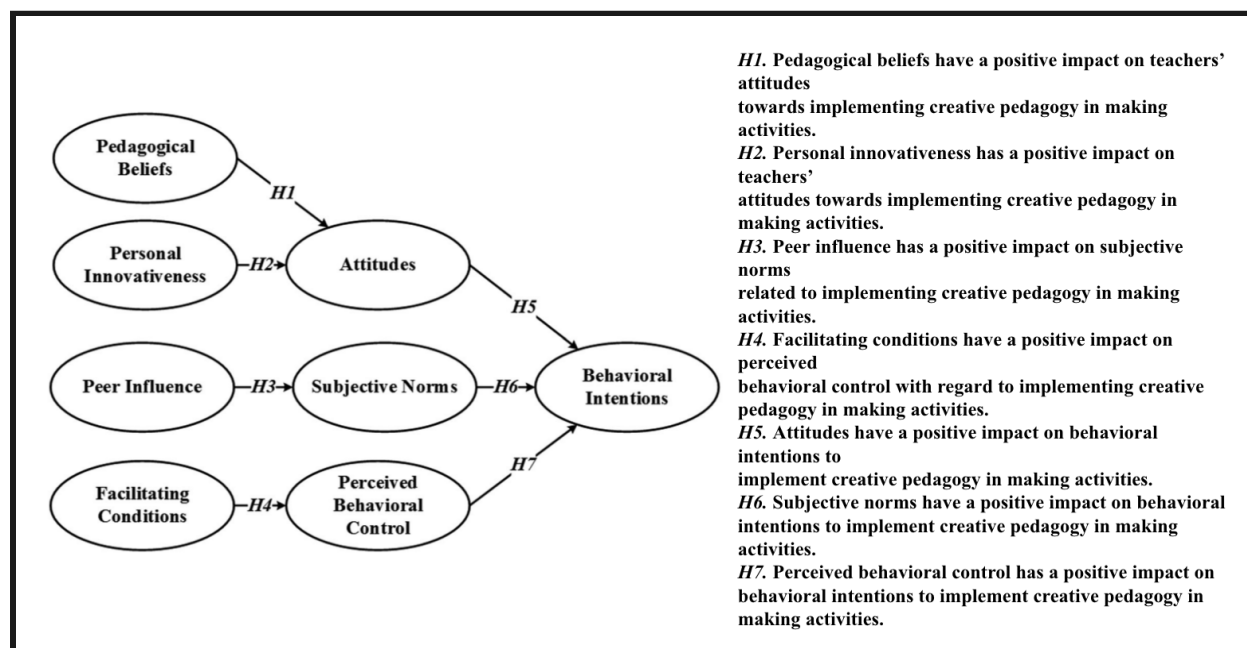 Pedagogical
Beliefs
H1
Personal
Innovativeness
H2
Attitudes
H5
Peer Influence
H3
Subjective Norms
H6
Behavioral
Intentions
H7
Facilitating
Conditions
H4
Perceived
Behavioral
Control
H1. Pedagogical beliefs have a positive impact on teachers’
attitudes
towards implementing creative pedagogy in making
activities.
H2. Personal innovativeness has a positive impact on
teachers’
attitudes towards implementing creative pedagogy in
making activities.
H3. Peer influence has a positive impact on subjective
norms
related to implementing creative pedagogy in making
activities.
H4. Facilitating conditions have a positive impact on
perceived
behavioral control with regard to implementing creative
pedagogy in making activities.
H5. Attitudes have a positive impact on behavioral
intentions to
implement creative pedagogy in making activities.
H6. Subjective norms have a positive impact on behavioral
intentions to implement creative pedagogy in making
activities.
H7. Perceived behavioral control has a positive impact on
behavioral intentions to implement creative pedagogy in
making activities.